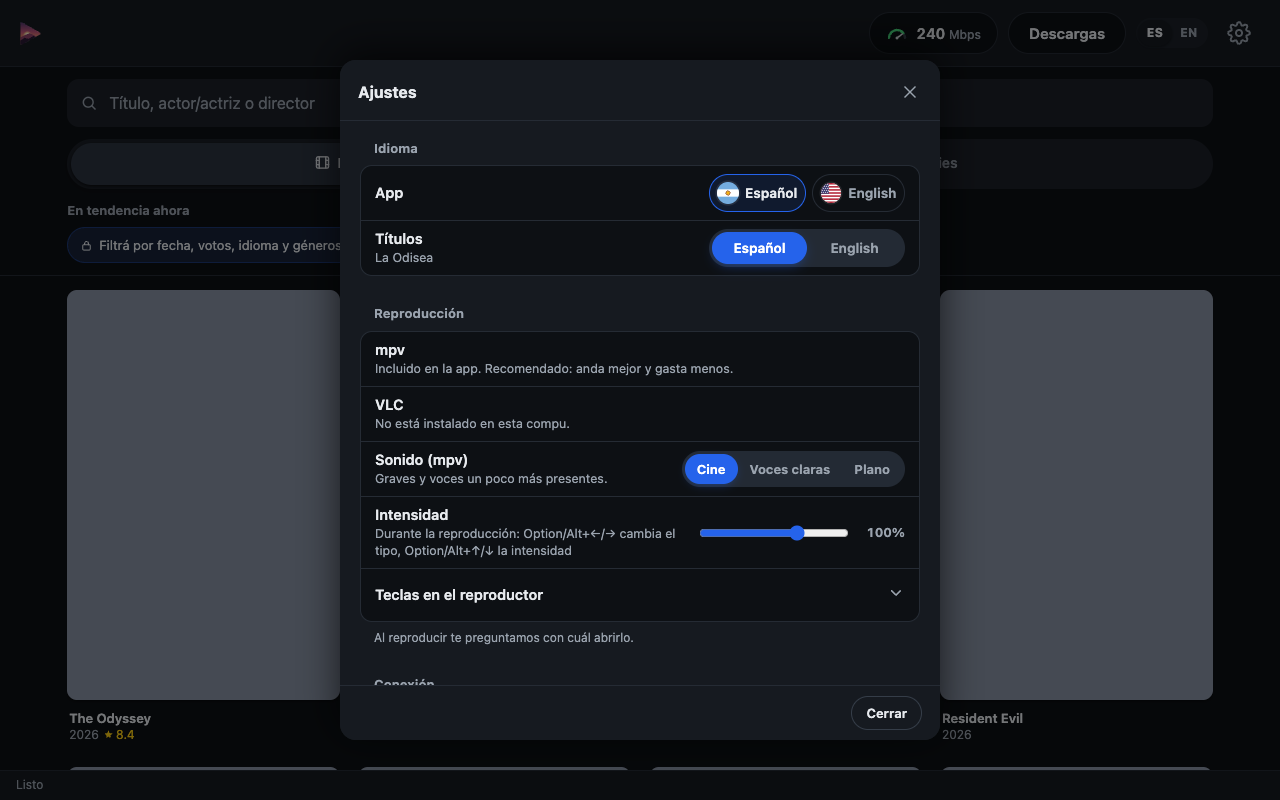 240 Mbps
Descargas
ES EN
Título, actor/actriz o director
En tendencia ahora
Filtrá por fecha, votos, idioma y géneros
Ajustes
Idioma
App
Español
English
Títulos
La Odisea
Español
English
Reproducción
mpv
Incluido en la app. Recomendado: anda mejor y gasta menos.
VLC
No está instalado en esta compu.
Sonido (mpv)
Graves y voces un poco más presentes.
Cine
Voces claras
Plano
Intensidad
Durante la reproducción: Option/Alt+←/→ cambia el
tipo, Option/Alt+↑/↓ la intensidad
100%
Teclas en el reproductor
Al reproducir te preguntamos con cuál abrirlo.
Conexión
Cerrar
The Odyssey
2026 ★ 8.4
Resident Evil
2026
Listo